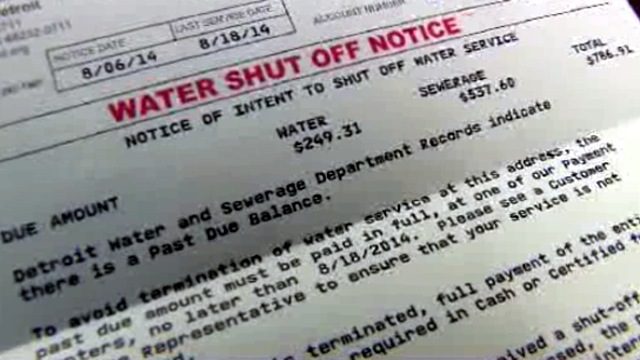 Detroit
NOTICE DATE
LAST SERVICE DATE
ACCOUNT NUMBER
8/06/14
8/18/14
WATER SHUT OFF NOTICE
NOTICE OF INTENT TO SHUT OFF WATER SERVICE
WATER SEWERAGE TOTAL
$249.31 $537.60 $786.91
DUE AMOUNT
Detroit Water and Sewerage Department Records indicate
there is a Past Due Balance.
To avoid termination of water service at this address, the
past due amount must be paid in full, at one of our Payment
no later than 8/18/2014. Please see a Customer
Representative to ensure that your service is not
terminated, full payment of the
required in Cash or Certified
a shut-
the